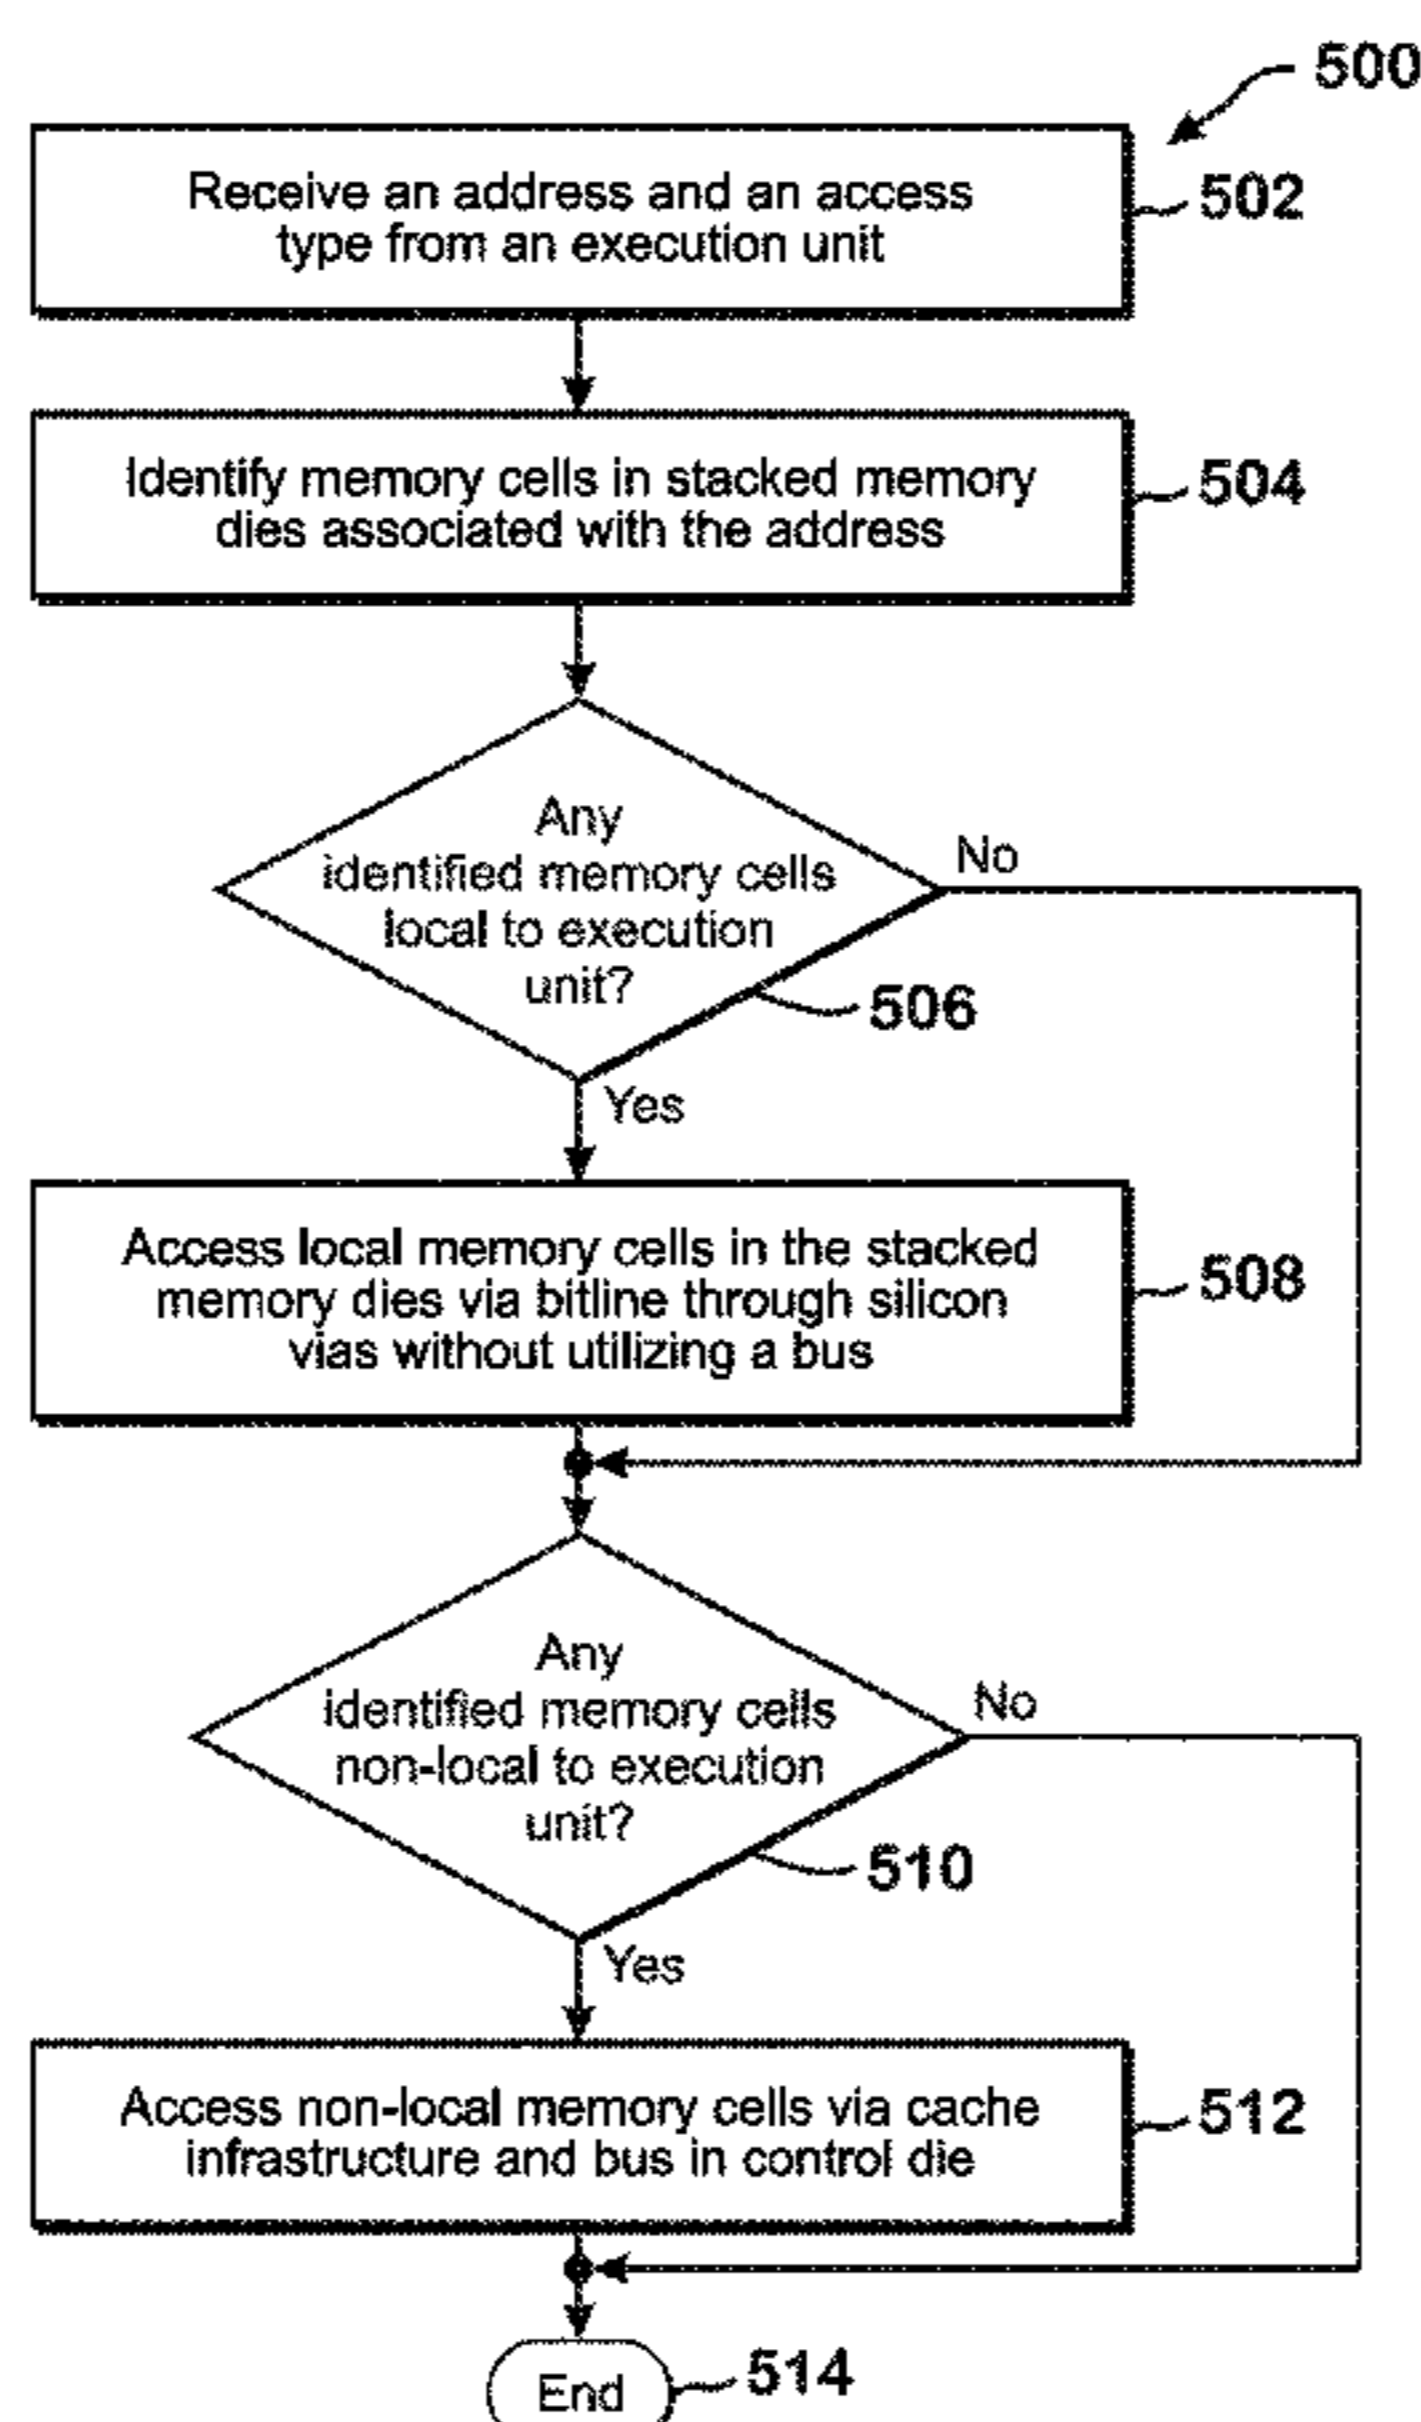 500
Receive an address and an access
type from an execution unit
502
Identify memory cells in stacked memory
dies associated with the address
504
Any
identified memory cells
local to execution
unit?
No
506
Yes
Access local memory cells in the stacked
memory dies via bitline through silicon
vias without utilizing a bus
508
Any
identified memory cells
non-local to execution
unit?
No
510
Yes
Access non-local memory cells via cache
infrastructure and bus in control die
512
End
514